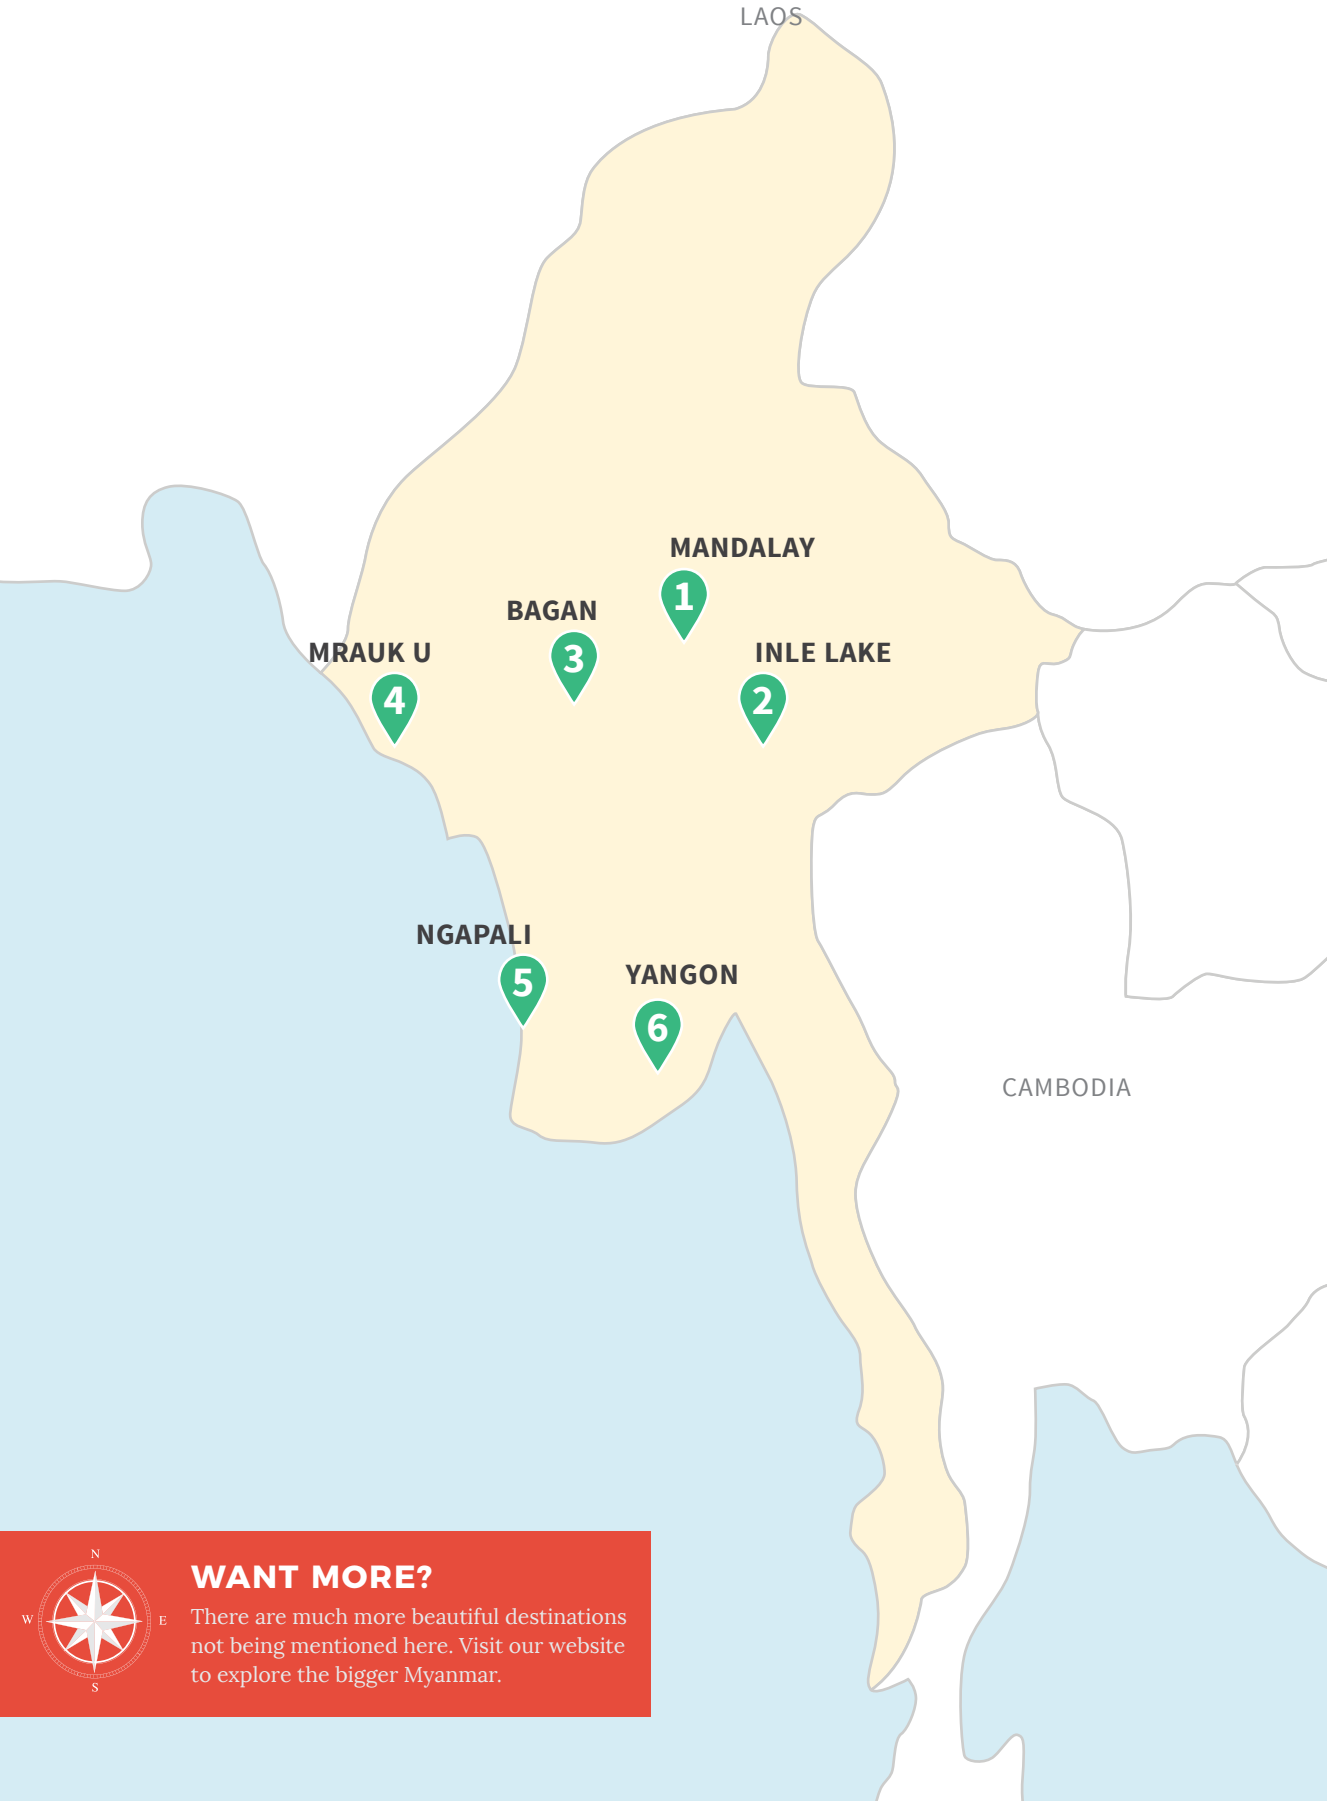 LAOS
MANDALAY
1
BAGAN
3
MRAUK U
4
INLE LAKE
2
NGAPALI
5
YANGON
6
CAMBODIA
N
W
E
S
WANT MORE?
There are much more beautiful destinations
not being mentioned here. Visit our website
to explore the bigger Myanmar.